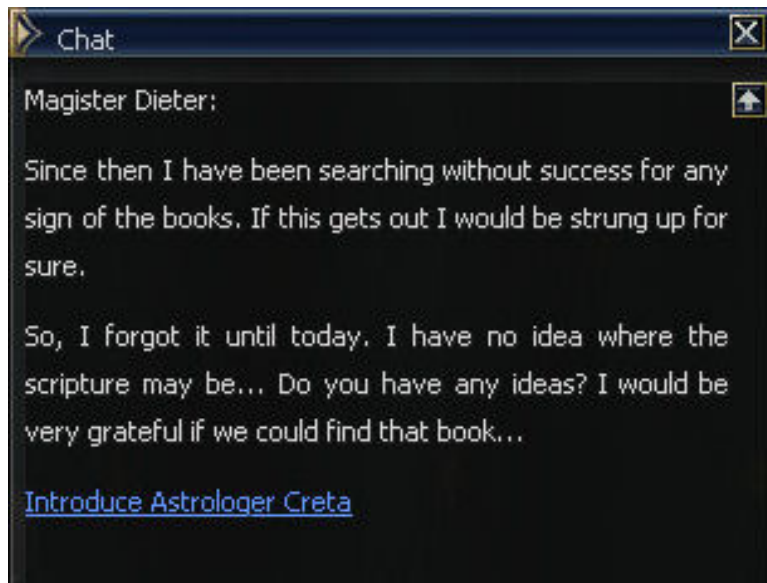 Chat
Magister Dieter:
Since then I have been searching without success for any
sign of the books. If this gets out I would be strung up for
sure.
So, I forgot it until today. I have no idea where the
scripture may be... Do you have any ideas? I would be
very grateful if we could find that book...
Introduce Astrologer Creta